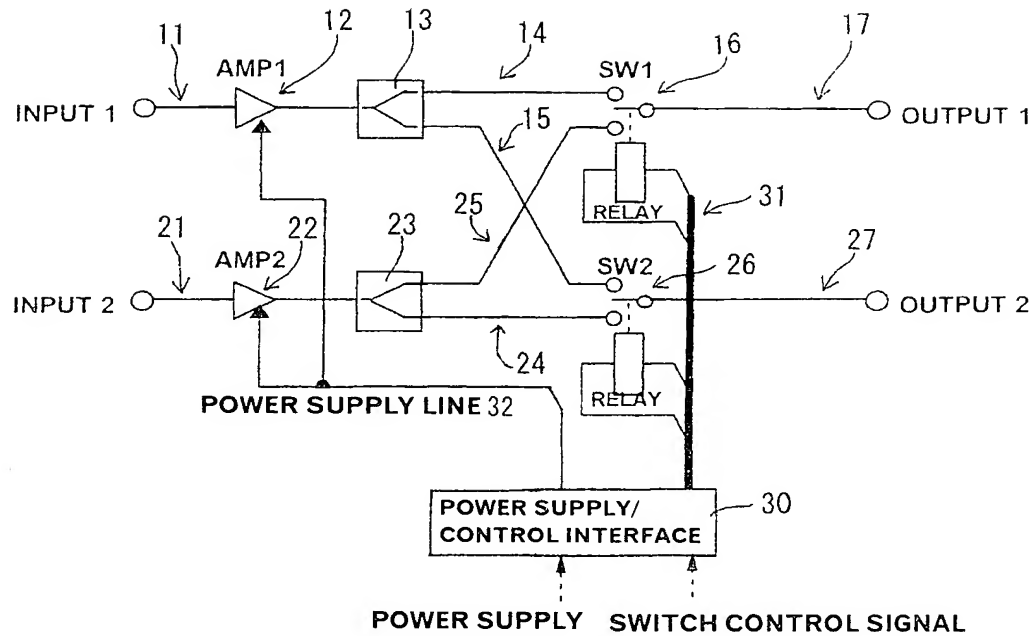 11
12
13
14
16
17
AMP1
SW1
INPUT 1
OUTPUT 1
15
RELAY
31
25
21
22
23
AMP2
SW2
26
27
INPUT 2
OUTPUT 2
24
RELAY
POWER SUPPLY LINE 32
POWER SUPPLY/
CONTROL INTERFACE
30
POWER SUPPLY
SWITCH CONTROL SIGNAL